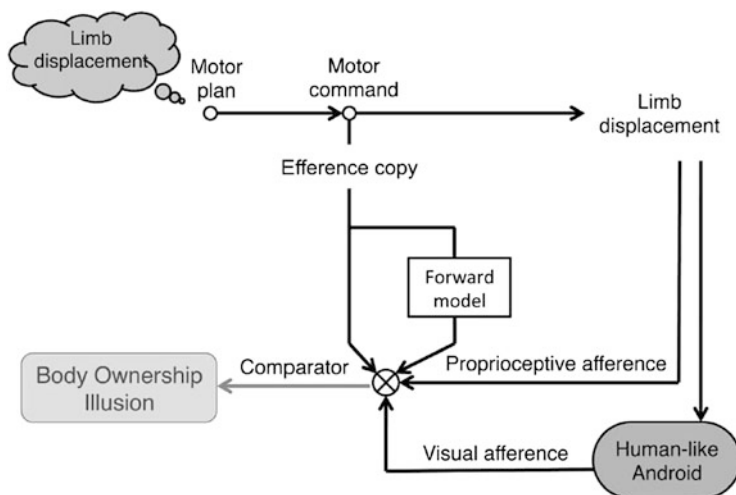 Limb
displacement
Motor
plan
Motor
command
Limb
displacement
Efference copy
Forward
model
Comparator
Proprioceptive afference
Body Ownership
Illusion
Visual afference
Human-like
Android